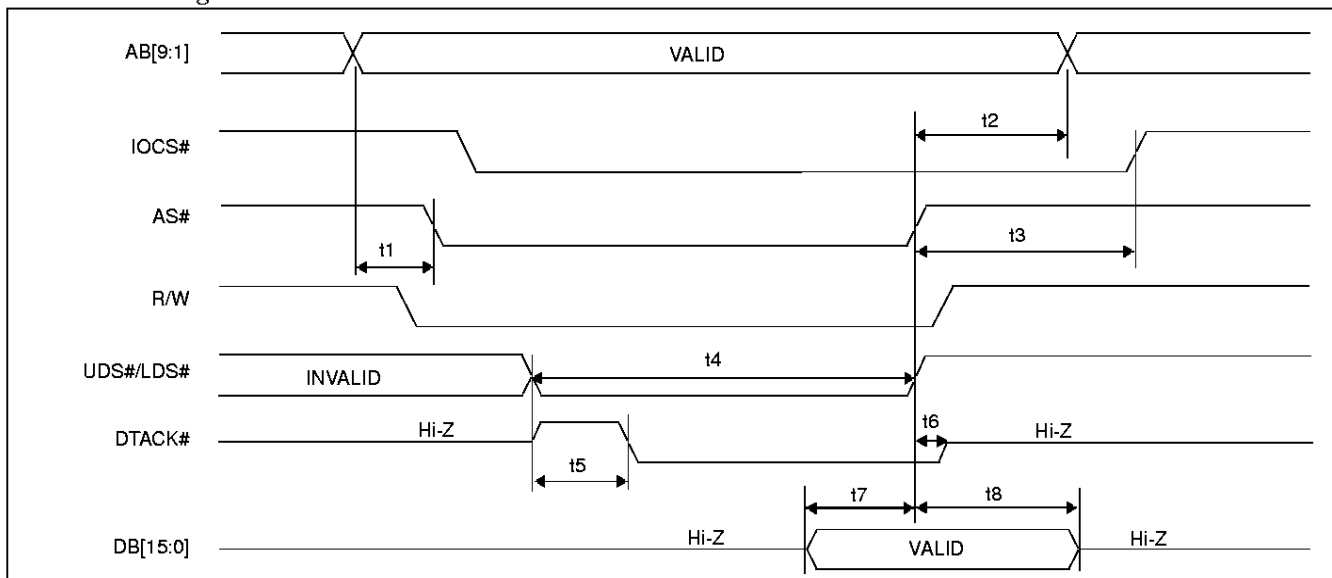 AB[9:1]
VALID
t2
IOCS#
AS#
t1
t3
R/W
UDS#/LDS#
INVALID
t4
DTACK#
Hi-Z
t6
Hi-Z
t5
t7
t8
DB[15:0]
Hi-Z
VALID
Hi-Z